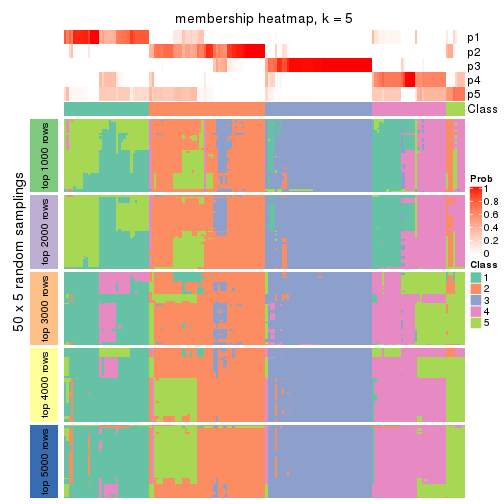 membership heatmap, k = 5
p1
p2
p3
p4
p5
Class
50 x 5 random samplings
top 1000 rows
top 2000 rows
top 3000 rows
top 4000 rows
top 5000 rows
Prob
1
0.8
0.6
0.4
0.2
0
Class
1
2
3
4
5